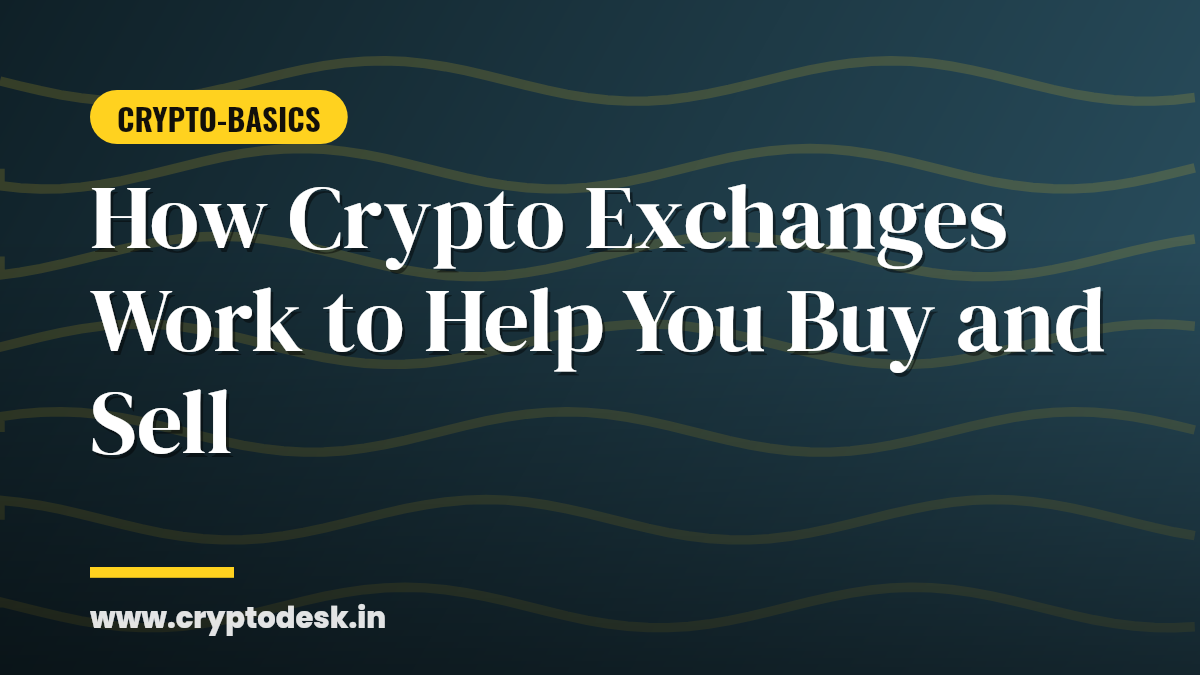 CRYPTO-BASICS
How Crypto Exchanges
Work to Help You Buy and
Sell
www.cryptodesk.in